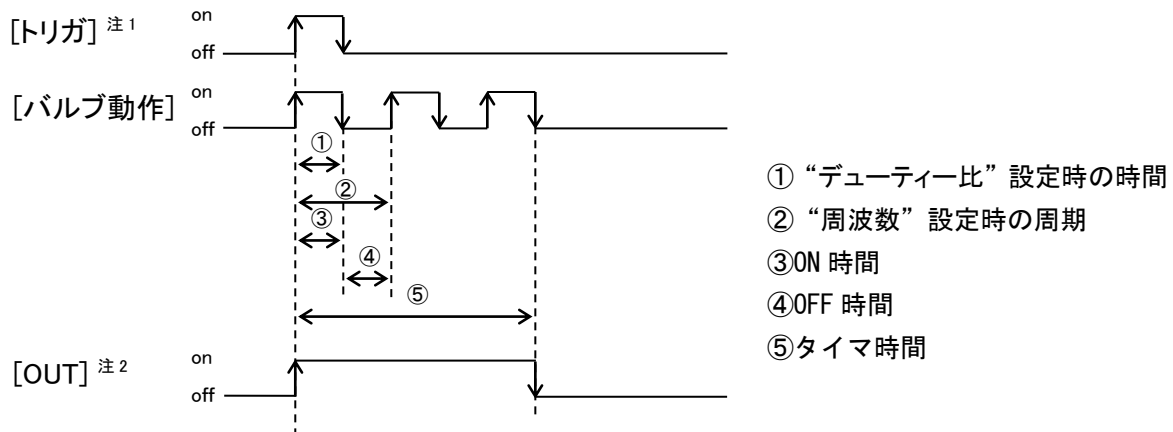 [トリガ] 注1
on
off
[バルブ動作]
on
off
①
②
③
④
⑤
[OUT] 注2
on
off
① “デューティー比” 設定時の時間
② “周波数” 設定時の周期
③ON 時間
④OFF 時間
⑤タイマ時間